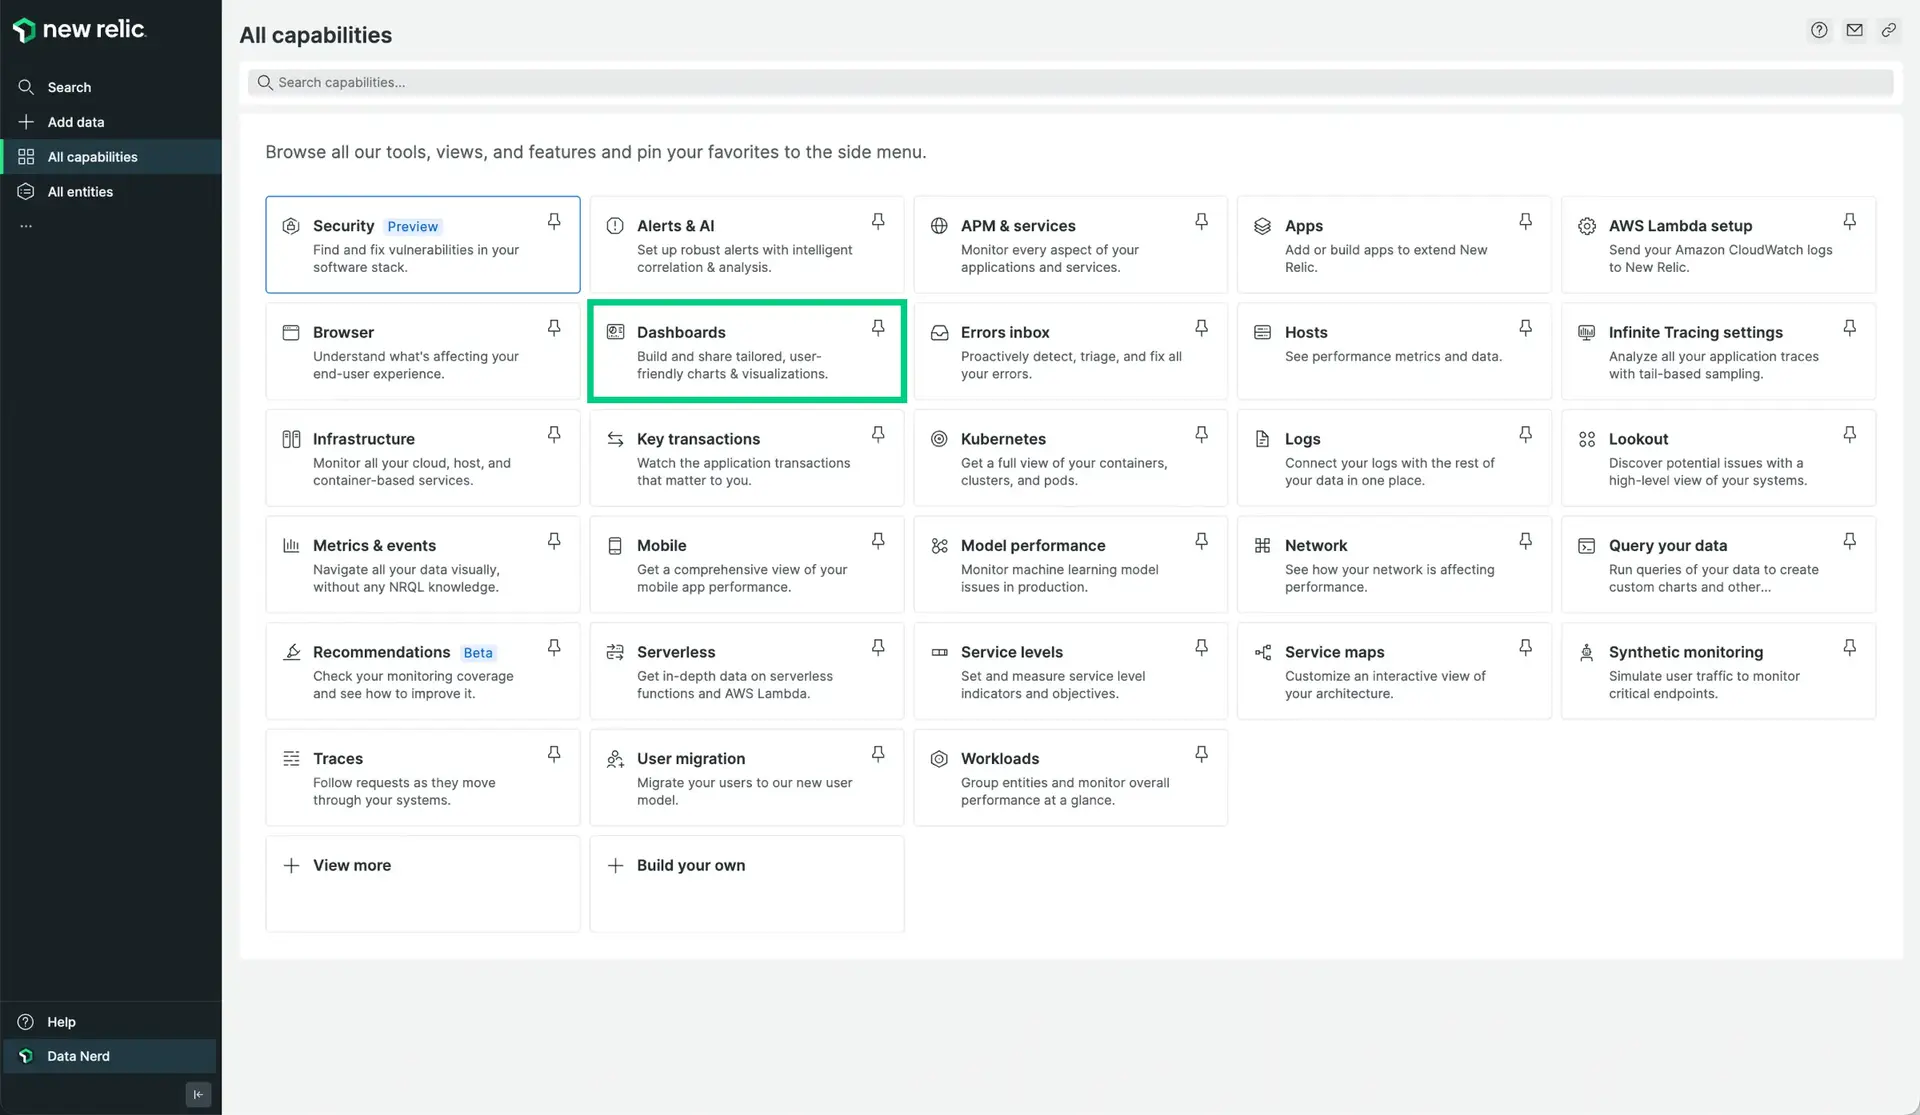 new relic
Search
Add data
All capabilities
All entities
...
Help
Data Nerd
All capabilities
Search capabilities...
Browse all our tools, views, and features and pin your favorites to the side menu.
Security Preview
Find and fix vulnerabilities in your
software stack.
Alerts & AI
Set up robust alerts with intelligent
correlation & analysis.
APM & services
Monitor every aspect of your
applications and services.
Apps
Add or build apps to extend New
Relic.
AWS Lambda setup
Send your Amazon CloudWatch logs
to New Relic.
Browser
Understand what's affecting your
end-user experience.
Dashboards
Build and share tailored, user-
friendly charts & visualizations.
Errors inbox
Proactively detect, triage, and fix all
your errors.
Hosts
See performance metrics and data.
Infinite Tracing settings
Analyze all your application traces
with tail-based sampling.
Infrastructure
Monitor all your cloud, host, and
container-based services.
Key transactions
Watch the application transactions
that matter to you.
Kubernetes
Get a full view of your containers,
clusters, and pods.
Logs
Connect your logs with the rest of
your data in one place.
Lookout
Discover potential issues with a
high-level view of your systems.
Metrics & events
Navigate all your data visually,
without any NRQL knowledge.
Mobile
Get a comprehensive view of your
mobile app performance.
Model performance
Monitor machine learning model
issues in production.
Network
See how your network is affecting
performance.
Query your data
Run queries of your data to create
custom charts and other...
Recommendations Beta
Check your monitoring coverage
and see how to improve it.
Serverless
Get in-depth data on serverless
functions and AWS Lambda.
Service levels
Set and measure service level
indicators and objectives.
Service maps
Customize an interactive view of
your architecture.
Synthetic monitoring
Simulate user traffic to monitor
critical endpoints.
Traces
Follow requests as they move
through your systems.
User migration
Migrate your users to our new user
model.
Workloads
Group entities and monitor overall
performance at a glance.
View more
Build your own